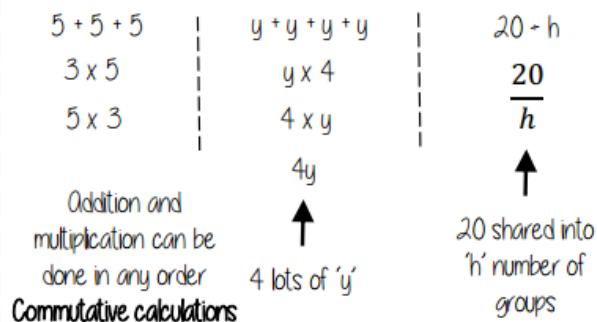 5 + 5 + 5
3 x 5
5 x 3
Addition and
multiplication can be
done in any order
Commutative calculations
y + y + y + y
y x 4
4 x y
4y
4 lots of 'y'
20 ÷ h
20
h
20 shared into
'h' number of
groups